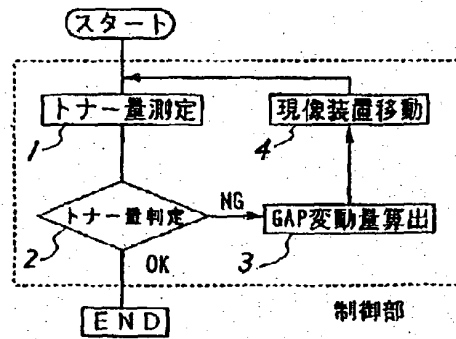 スタート
トナー量測定
1
現像装置移動
4
トナー量判定
2
NG
GAP変動量算出
3
OK
END
制御部